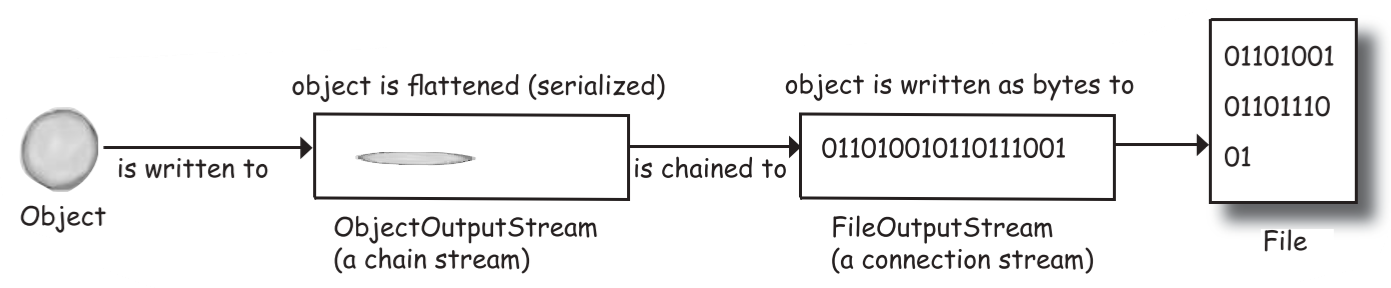 Object
is written to
object is flattened (serialized)
ObjectOutputStream
(a chain stream)
is chained to
object is written as bytes to
011010010110111001
FileOutputStream
(a connection stream)
01101001
01101110
01
File